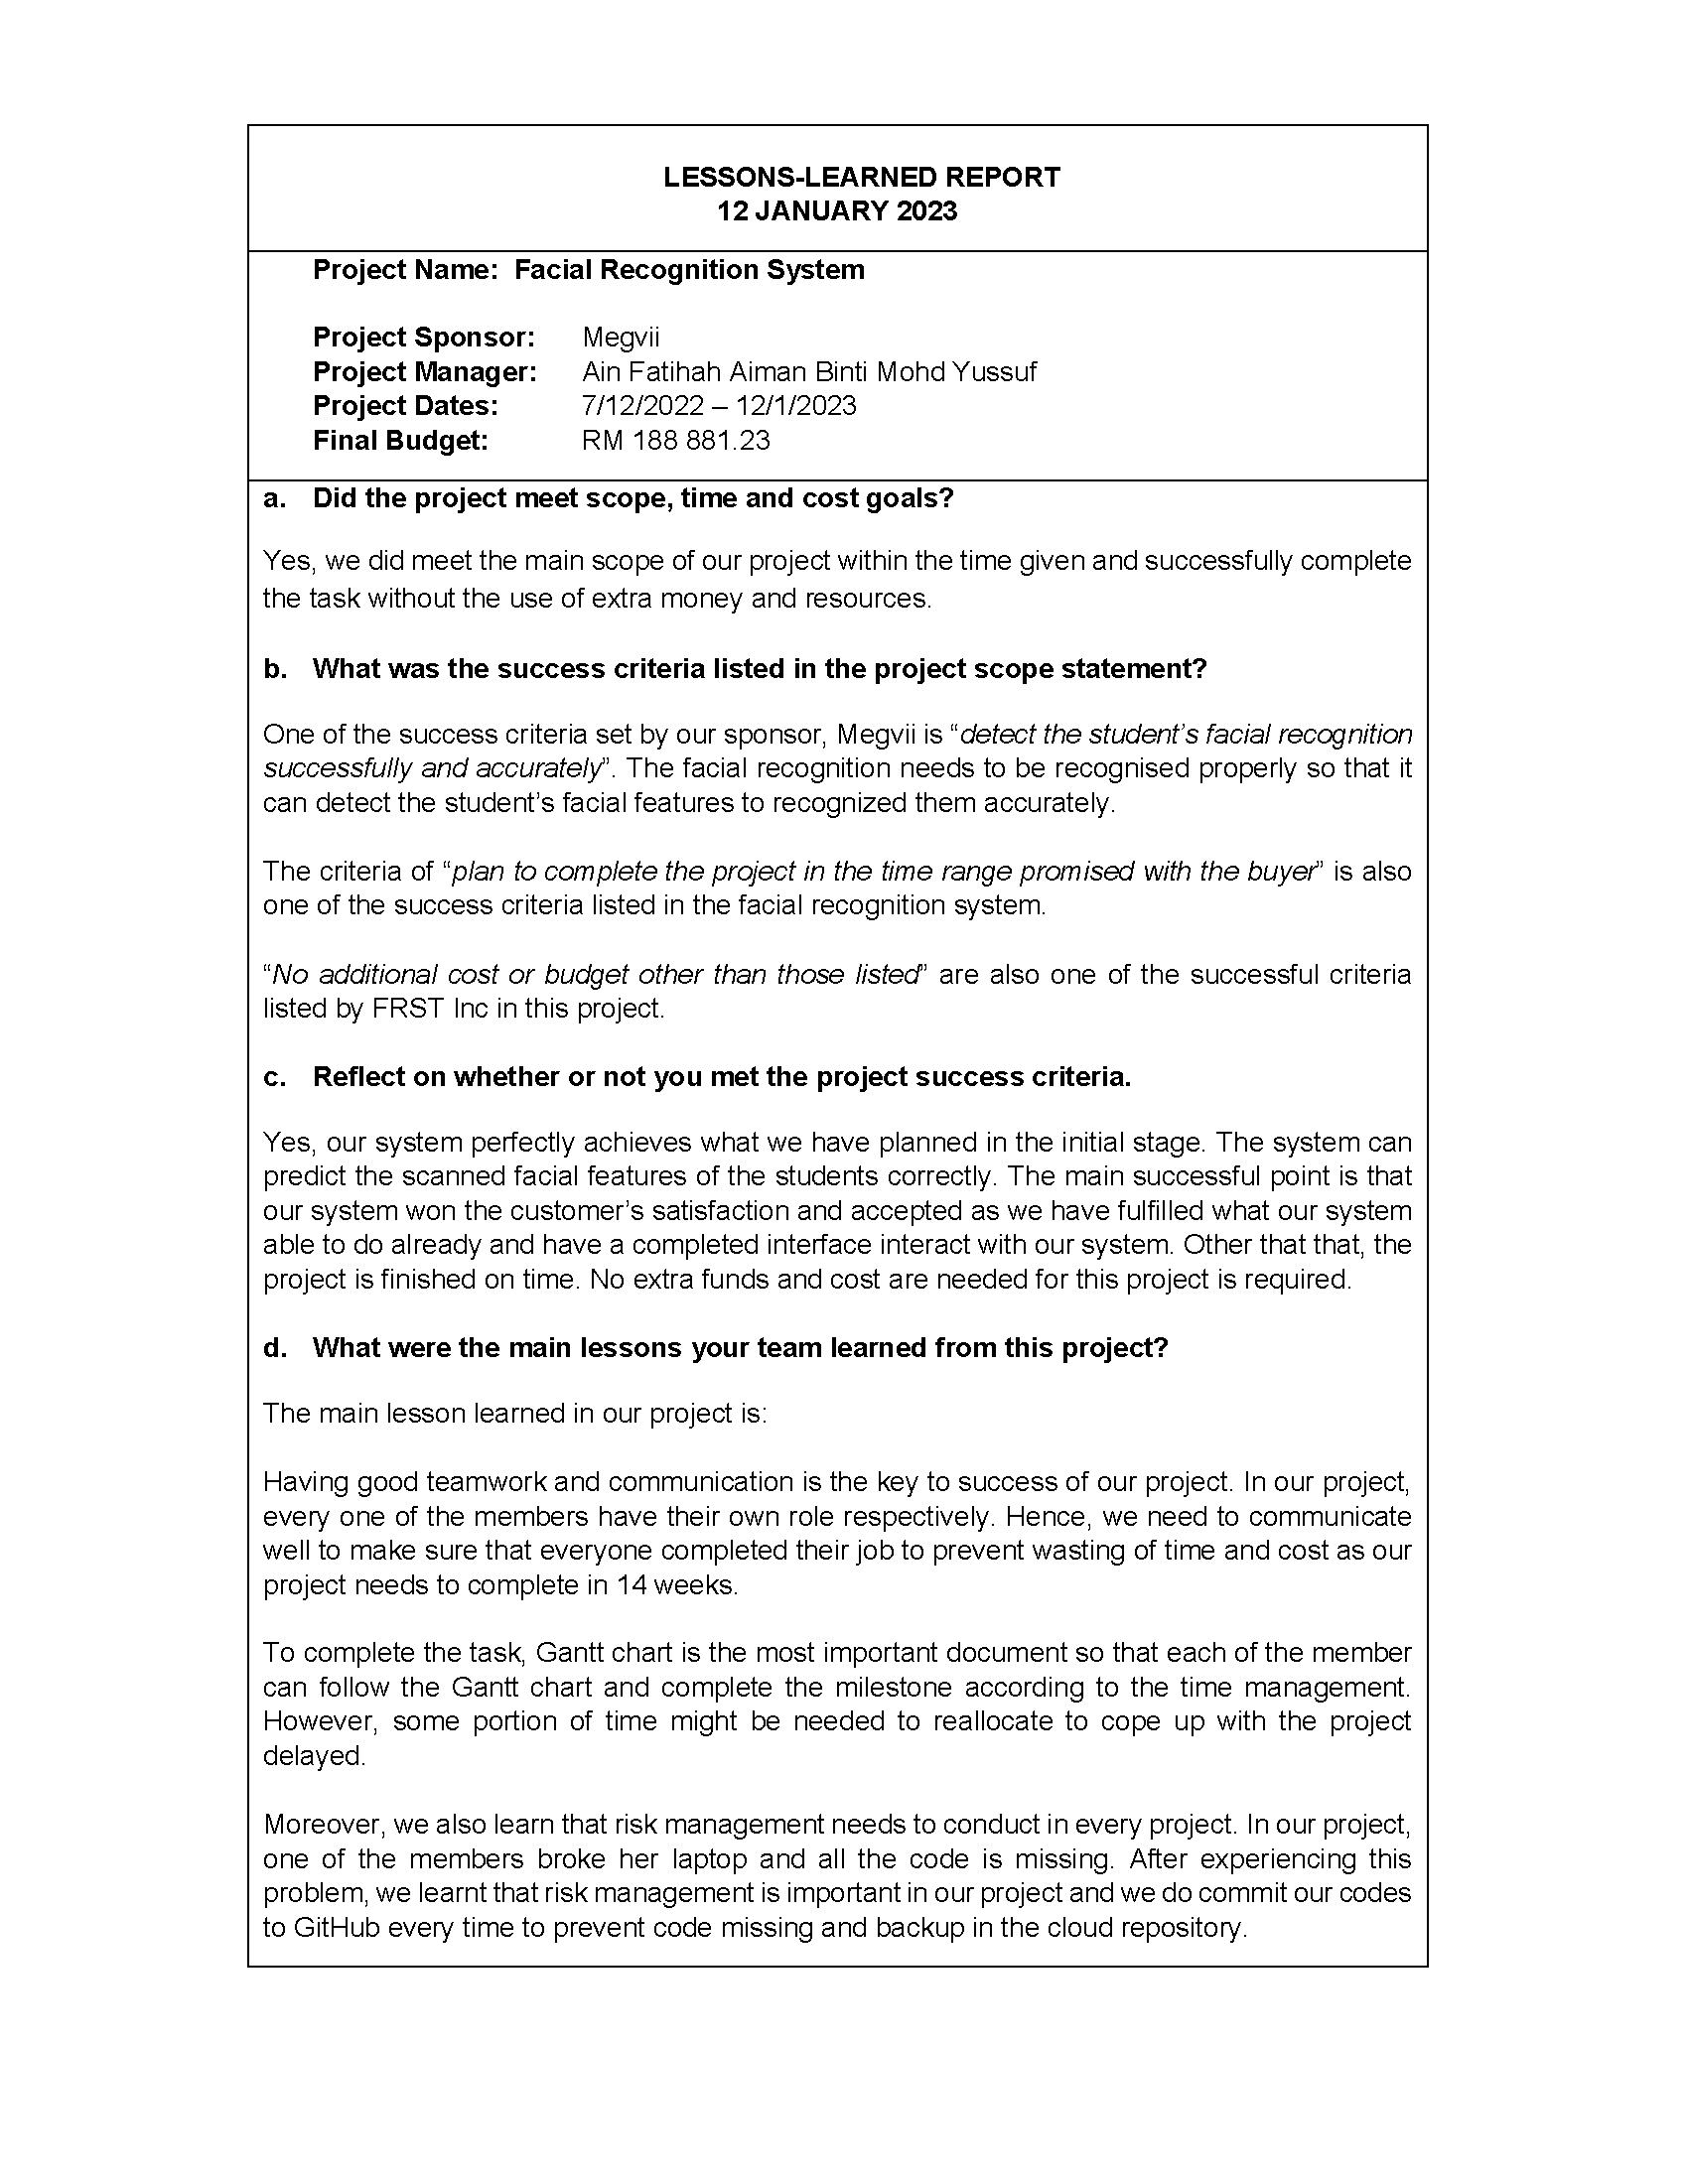 LESSONS-LEARNED REPORT
12 JANUARY 2023
Project Name: Facial Recognition System
Project Sponsor: Megvii
Project Manager: Ain Fatihah Aiman Binti Mohd Yussuf
Project Dates: 7/12/2022 – 12/1/2023
Final Budget: RM 188 881.23
a. Did the project meet scope, time and cost goals?
Yes, we did meet the main scope of our project within the time given and successfully complete
the task without the use of extra money and resources.
b. What was the success criteria listed in the project scope statement?
One of the success criteria set by our sponsor, Megvii is “detect the student’s facial recognition
successfully and accurately”. The facial recognition needs to be recognised properly so that it
can detect the student’s facial features to recognized them accurately.
The criteria of “plan to complete the project in the time range promised with the buyer” is also
one of the success criteria listed in the facial recognition system.
“No additional cost or budget other than those listed” are also one of the successful criteria
listed by FRST Inc in this project.
c. Reflect on whether or not you met the project success criteria.
Yes, our system perfectly achieves what we have planned in the initial stage. The system can
predict the scanned facial features of the students correctly. The main successful point is that
our system won the customer’s satisfaction and accepted as we have fulfilled what our system
able to do already and have a completed interface interact with our system. Other that that, the
project is finished on time. No extra funds and cost are needed for this project is required.
d. What were the main lessons your team learned from this project?
The main lesson learned in our project is:
Having good teamwork and communication is the key to success of our project. In our project,
every one of the members have their own role respectively. Hence, we need to communicate
well to make sure that everyone completed their job to prevent wasting of time and cost as our
project needs to complete in 14 weeks.
To complete the task, Gantt chart is the most important document so that each of the member
can follow the Gantt chart and complete the milestone according to the time management.
However, some portion of time might be needed to reallocate to cope up with the project
delayed.
Moreover, we also learn that risk management needs to conduct in every project. In our project,
one of the members broke her laptop and all the code is missing. After experiencing this
problem, we learnt that risk management is important in our project and we do commit our codes
to GitHub every time to prevent code missing and backup in the cloud repository.